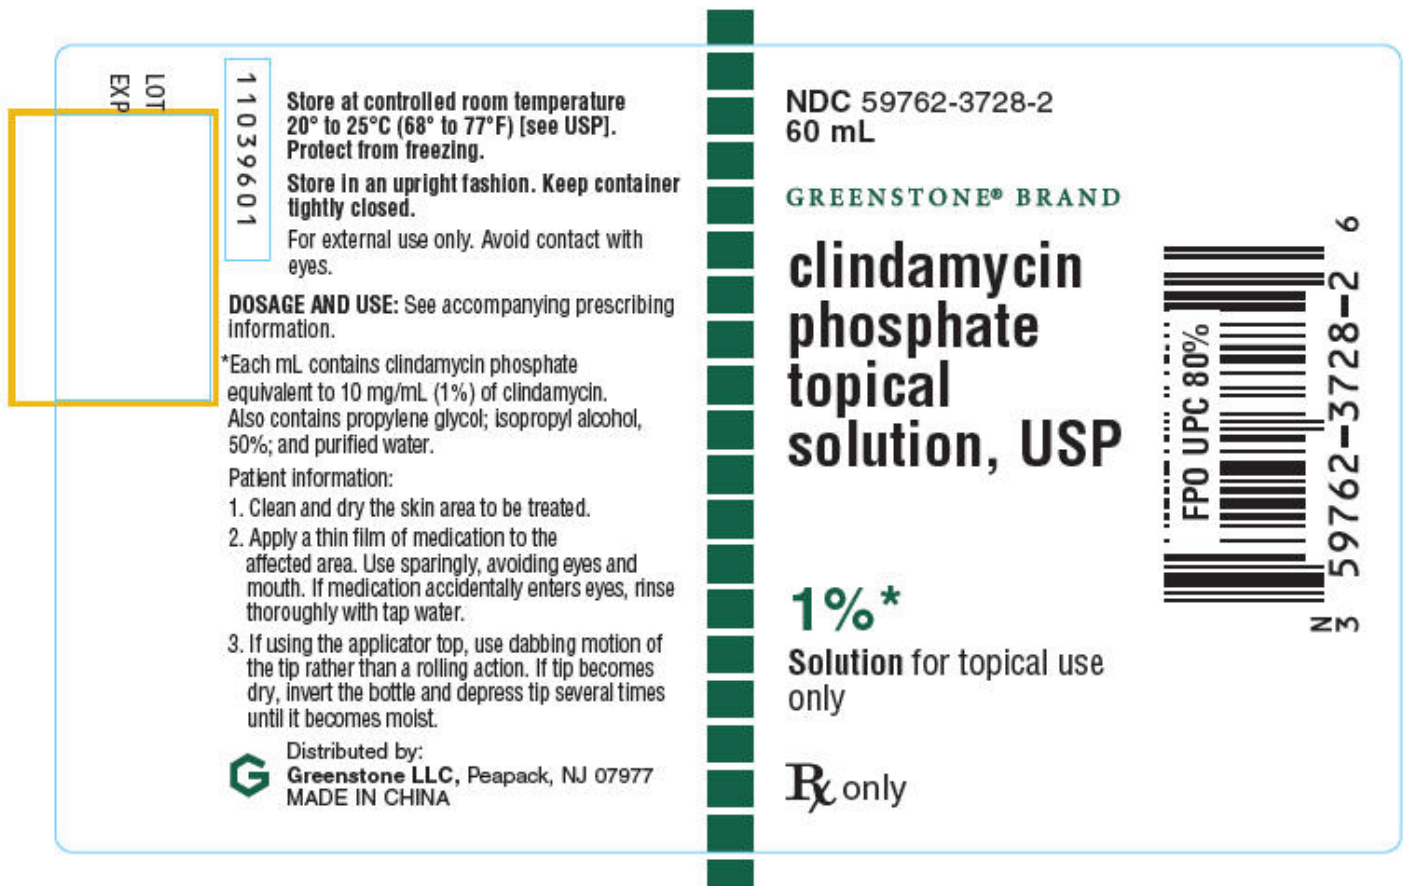 LOT
EXP
11039601
Store at controlled room temperature
20° to 25°C (68° to 77°F) [see USP].
Protect from freezing.
Store in an upright fashion. Keep container
tightly closed.
For external use only. Avoid contact with
eyes.
DOSAGE AND USE: See accompanying prescribing
information.
*Each mL contains clindamycin phosphate
equivalent to 10 mg/mL (1%) of clindamycin.
Also contains propylene glycol; isopropyl alcohol,
50%; and purified water.
Patient information:
1. Clean and dry the skin area to be treated.
2. Apply a thin film of medication to the
affected area. Use sparingly, avoiding eyes and
mouth. If medication accidentally enters eyes, rinse
thoroughly with tap water.
3. If using the applicator top, use dabbing motion of
the tip rather than a rolling action. If tip becomes
dry, invert the bottle and depress tip several times
until it becomes moist.
G
Distributed by:
Greenstone LLC, Peapack, NJ 07977
MADE IN CHINA
NDC 59762-3728-2
60 mL
GREENSTONE® BRAND
clindamycin
phosphate
topical
solution, USP
1%*
Solution for topical use
only
Rx only
FPO UPC 80%
N
3 59762-3728-2 6